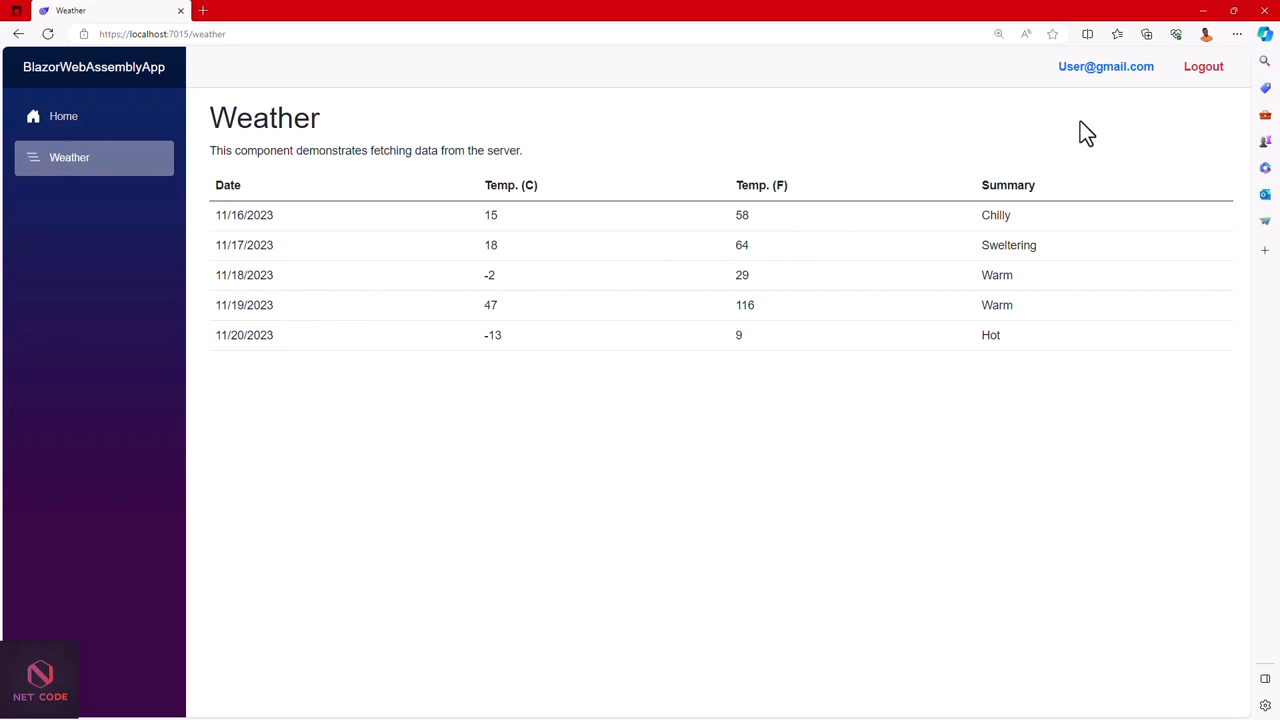 Weather
https://localhost:7015/weather
BlazorWebAssemblyApp
User@gmail.com Logout
Home
Weather
Weather
This component demonstrates fetching data from the server.
Date Temp. (C) Temp. (F) Summary
11/16/2023 15 58 Chilly
11/17/2023 18 64 Sweltering
11/18/2023 -2 29 Warm
11/19/2023 47 116 Warm
11/20/2023 -13 9 Hot
NET CODE